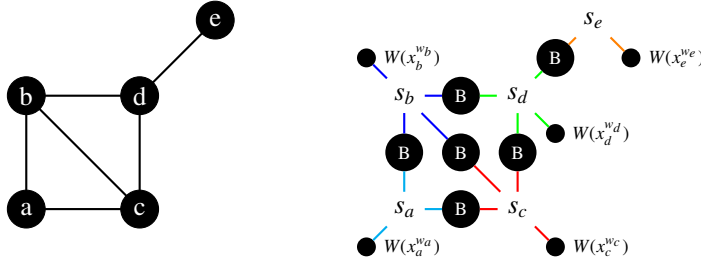 e
b
d
a
c
s_e
W(x_b^{w_b})
B
W(x_e^{w_e})
s_b
B
s_d
W(x_d^{w_d})
B
B
B
s_a
B
s_c
W(x_a^{w_a})
W(x_c^{w_c})